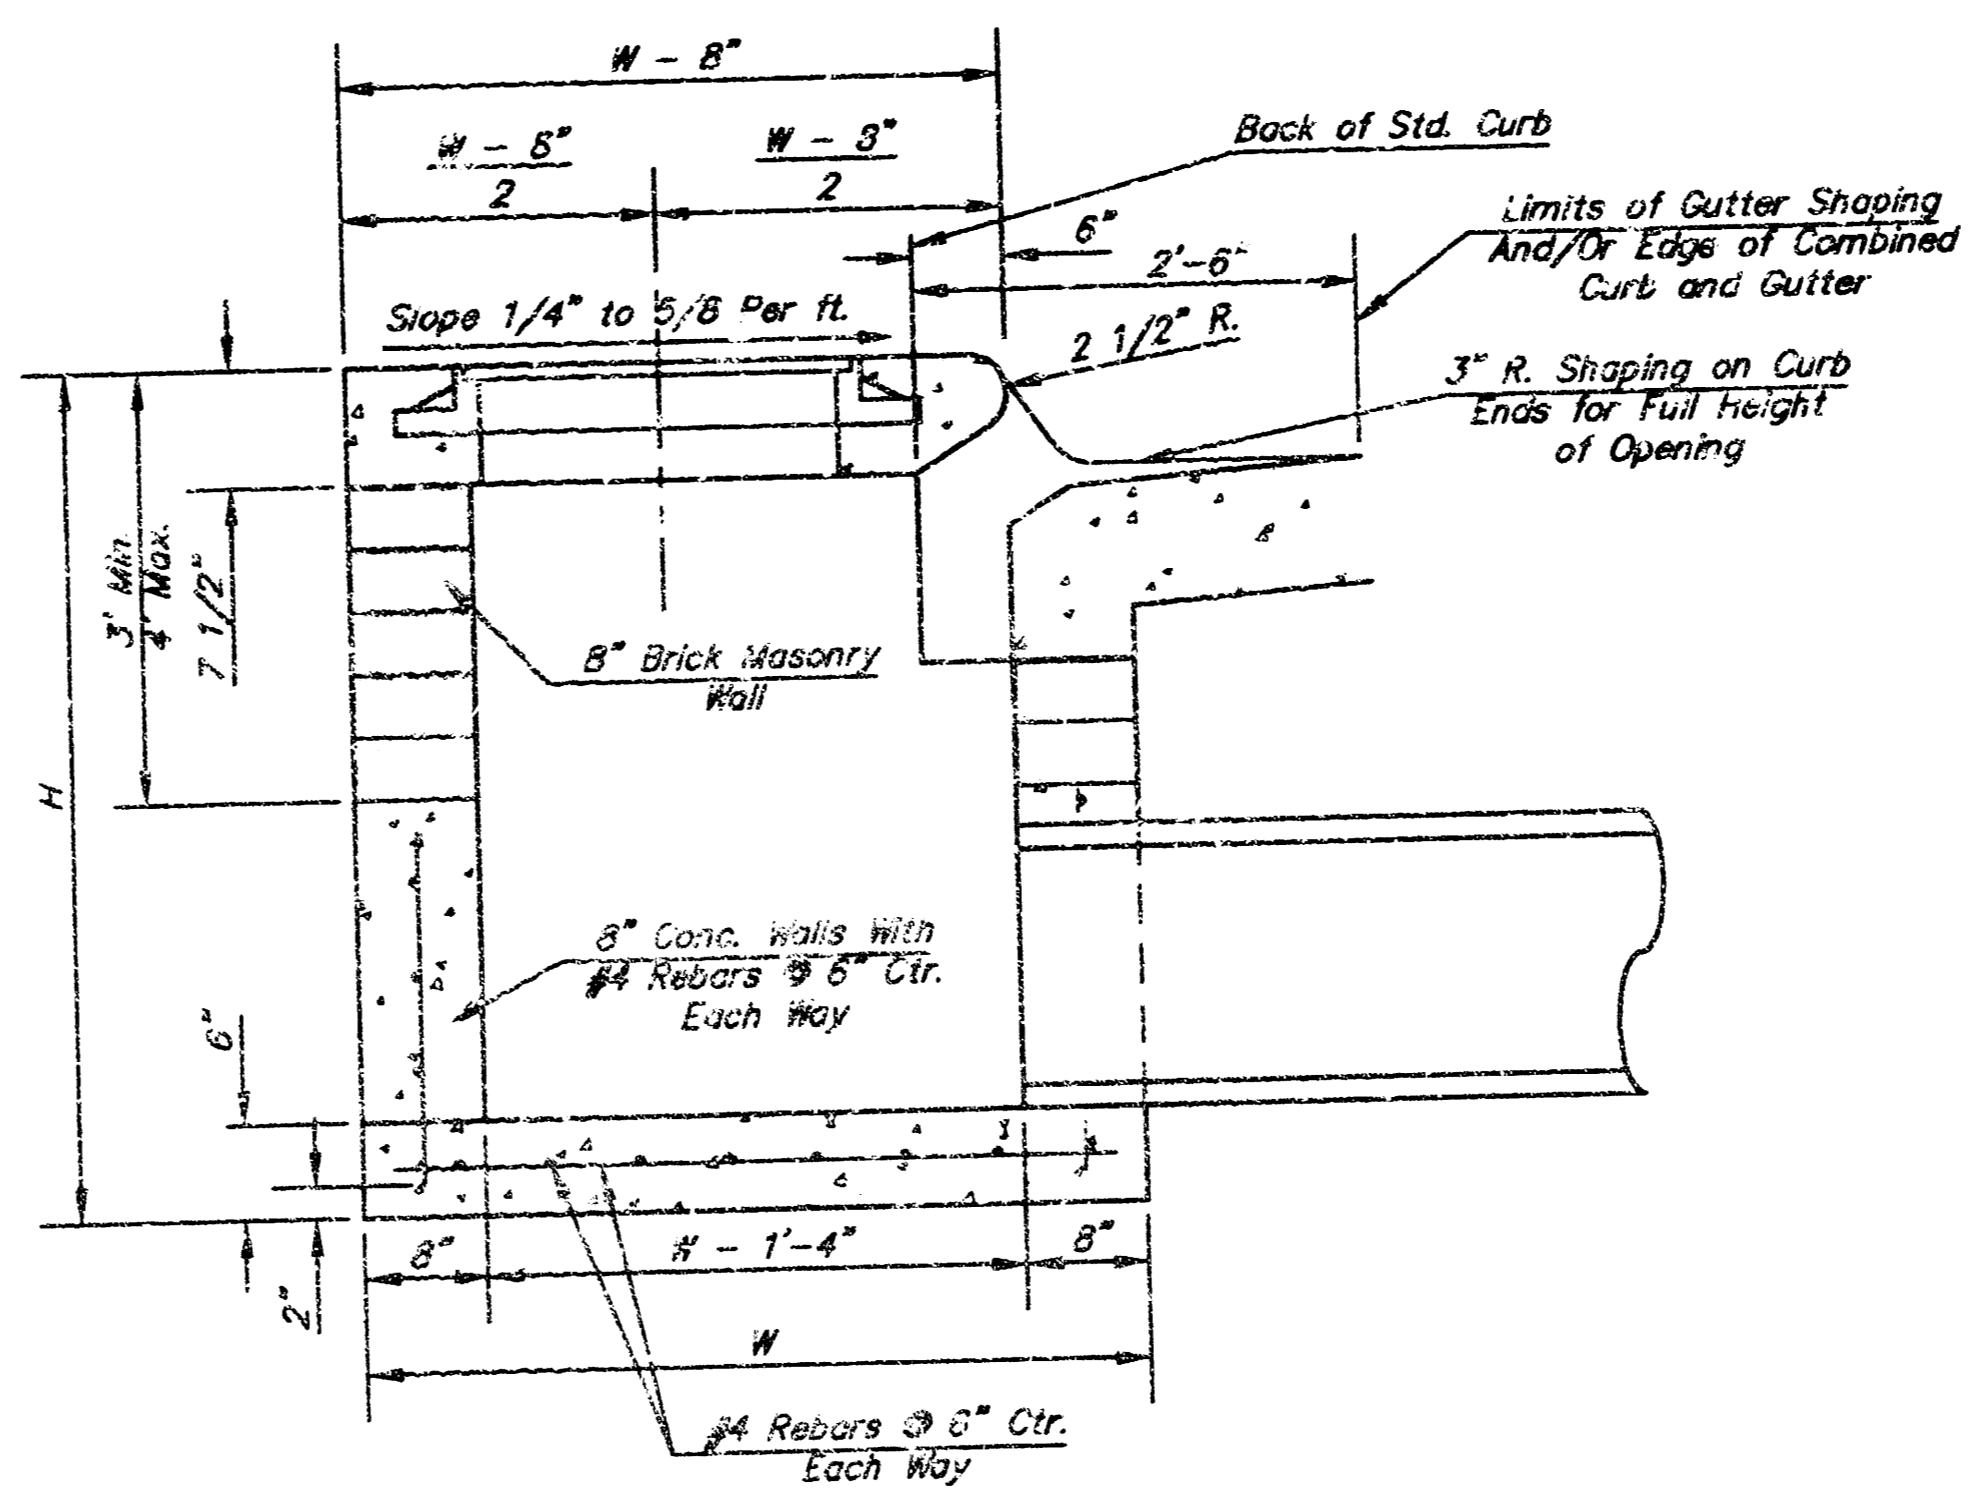 W - 8"
W - 8"
2
W - 8"
2
Back of Std. Curb
6"
2'-6"
Limits of Gutter Shaping
And/Or Edge of Combined
Curb and Gutter
Slope 1/4" to 5/8 Per ft.
2 1/2" R.
3" R. Shaping on Curb
Ends for Full Height
of Opening
3' Min.
4' Max.
7 1/2"
H
8" Brick Masonry
Wall
8" Conc. Walls With
#4 Rebars @ 6" Ctr.
Each Way
6"
2"
8"
W - 1'-4"
8"
W
#4 Rebars @ 6" Ctr.
Each Way